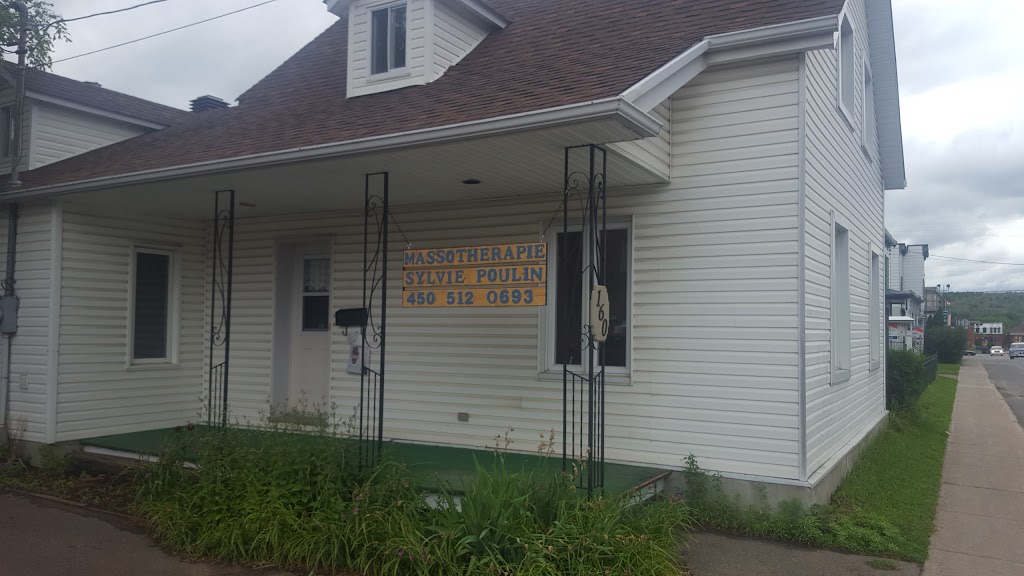 MASSOTHERAPIE
SYLVIE POULIN
450 512 0693
160